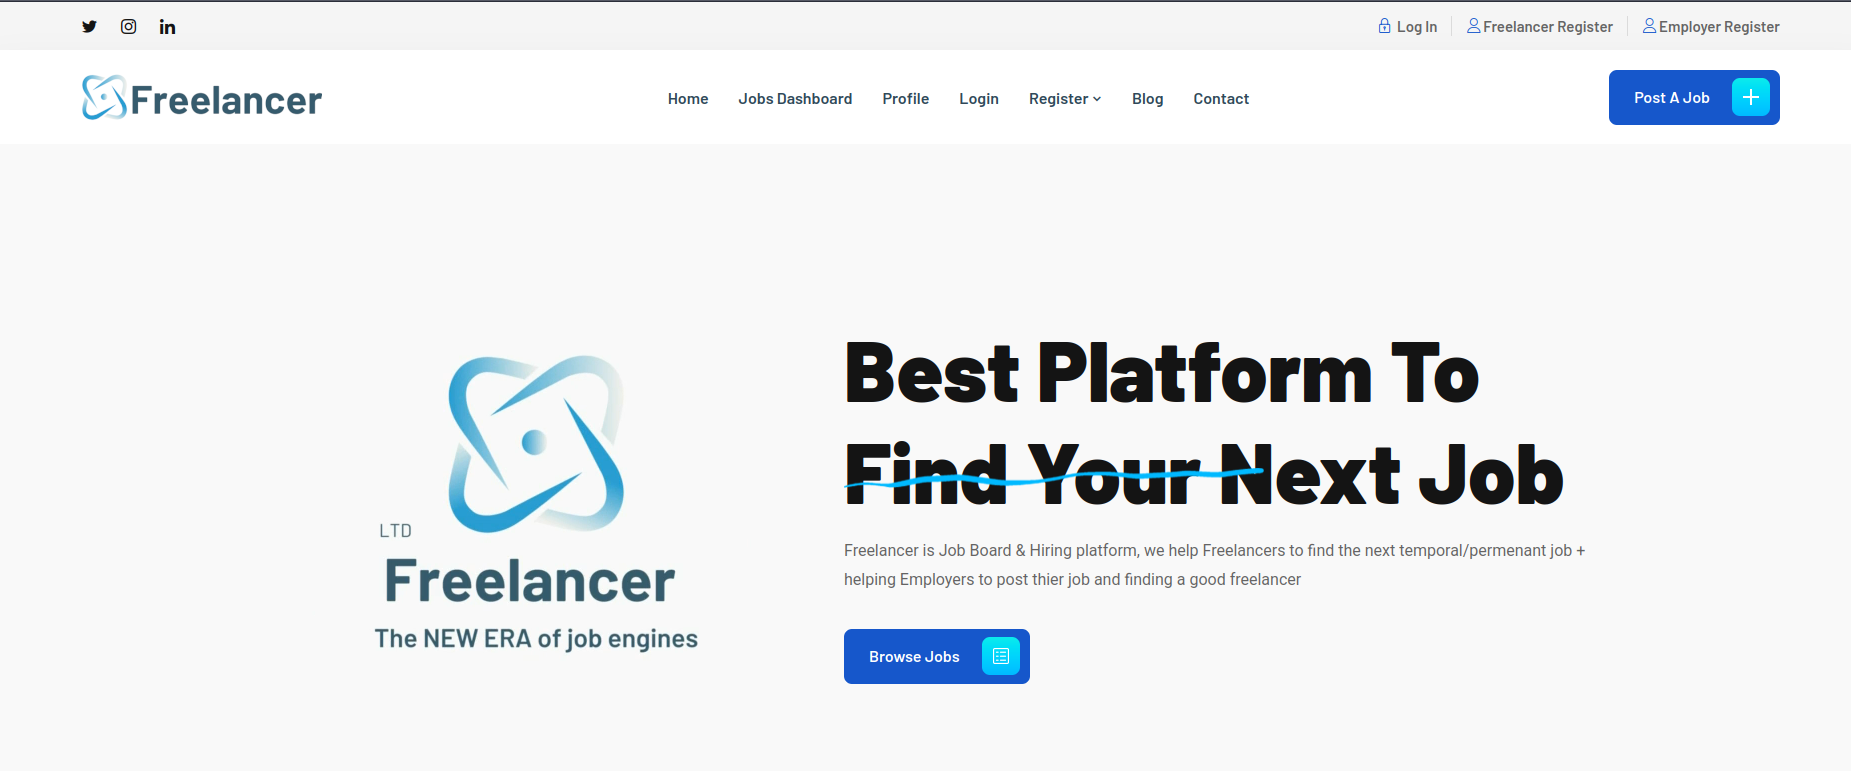 Log In
Freelancer Register
Employer Register
Freelancer
Home
Jobs Dashboard
Profile
Login
Register
Blog
Contact
Post A Job
LTD
Freelancer
The NEW ERA of job engines
Best Platform To
Find Your Next Job
Freelancer is Job Board & Hiring platform, we help Freelancers to find the next temporal/permenant job +
helping Employers to post thier job and finding a good freelancer
Browse Jobs